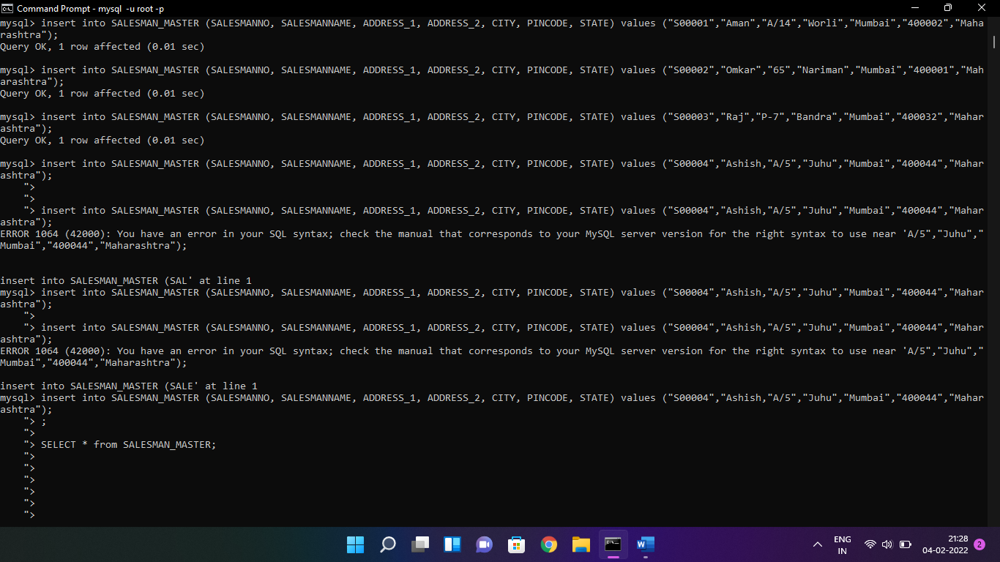 Command Prompt - mysql -u root -p
mysql> insert into SALESMAN_MASTER (SALESMANNO, SALESMANNAME, ADDRESS_1, ADDRESS_2, CITY, PINCODE, STATE) values ("S00001","Aman","A/14","Worli","Mumbai","400002","Maha
rashtra");
Query OK, 1 row affected (0.01 sec)
mysql> insert into SALESMAN_MASTER (SALESMANNO, SALESMANNAME, ADDRESS_1, ADDRESS_2, CITY, PINCODE, STATE) values ("S00002","Omkar","65","Nariman","Mumbai","400001","Mah
arashtra");
Query OK, 1 row affected (0.01 sec)
mysql> insert into SALESMAN_MASTER (SALESMANNO, SALESMANNAME, ADDRESS_1, ADDRESS_2, CITY, PINCODE, STATE) values ("S00003","Raj","P-7","Bandra","Mumbai","400032","Mahar
ashtra");
Query OK, 1 row affected (0.01 sec)
mysql> insert into SALESMAN_MASTER (SALESMANNO, SALESMANNAME, ADDRESS_1, ADDRESS_2, CITY, PINCODE, STATE) values ("S00004","Ashish,"A/5","Juhu","Mumbai","400044","Mahar
ashtra");
">
">
"> insert into SALESMAN_MASTER (SALESMANNO, SALESMANNAME, ADDRESS_1, ADDRESS_2, CITY, PINCODE, STATE) values ("S00004","Ashish,"A/5","Juhu","Mumbai","400044","Mahar
ashtra");
ERROR 1064 (42000): You have an error in your SQL syntax; check the manual that corresponds to your MySQL server version for the right syntax to use near 'A/5","Juhu","
Mumbai","400044","Maharashtra");
insert into SALESMAN_MASTER (SAL' at line 1
mysql> insert into SALESMAN_MASTER (SALESMANNO, SALESMANNAME, ADDRESS_1, ADDRESS_2, CITY, PINCODE, STATE) values ("S00004","Ashish,"A/5","Juhu","Mumbai","400044","Mahar
ashtra");
">
"> insert into SALESMAN_MASTER (SALESMANNO, SALESMANNAME, ADDRESS_1, ADDRESS_2, CITY, PINCODE, STATE) values ("S00004","Ashish,"A/5","Juhu","Mumbai","400044","Mahar
ashtra");
ERROR 1064 (42000): You have an error in your SQL syntax; check the manual that corresponds to your MySQL server version for the right syntax to use near 'A/5","Juhu","
Mumbai","400044","Maharashtra");
insert into SALESMAN_MASTER (SALE' at line 1
mysql> insert into SALESMAN_MASTER (SALESMANNO, SALESMANNAME, ADDRESS_1, ADDRESS_2, CITY, PINCODE, STATE) values ("S00004","Ashish,"A/5","Juhu","Mumbai","400044","Mahar
ashtra");
"> ;
">
"> SELECT * from SALESMAN_MASTER;
">
">
">
">
">
">
ENG
IN
21:28
04-02-2022
2